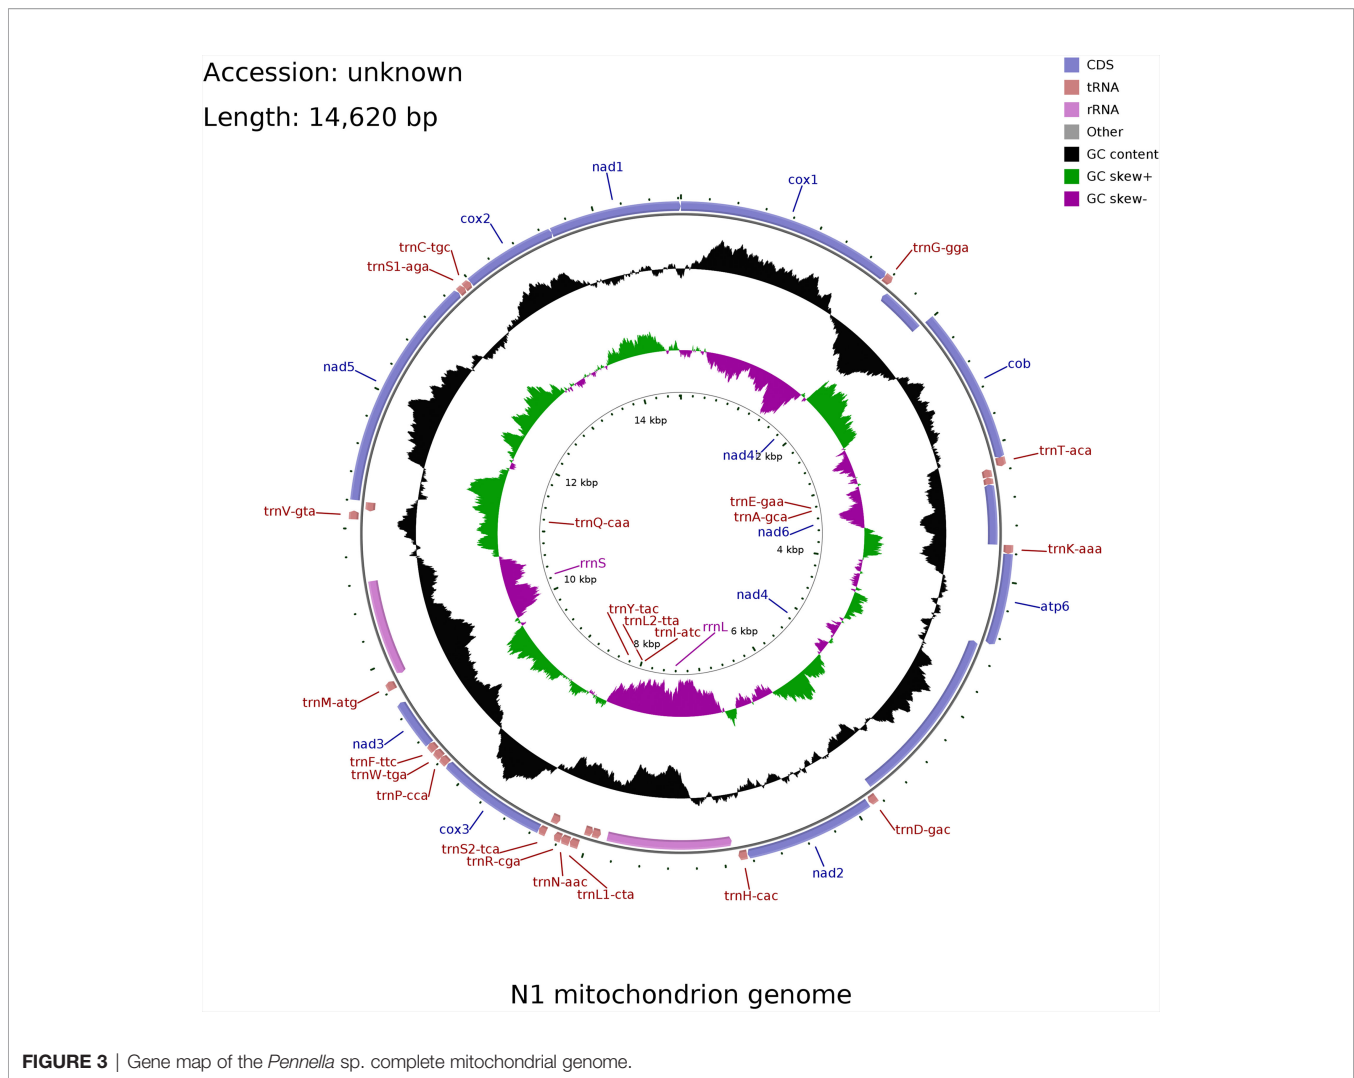 Accession: unknown
Length: 14,620 bp
CDS
tRNA
rRNA
Other
GC content
GC skew+
GC skew-
nad1
cox1
cox2
trnC-tgc
trnS1-aga
trnG-gga
nad5
cob
trnT-aca
trnV-gta
trnK-aaa
atp6
trnM-atg
nad3
trnF-ttc
trnW-tga
trnP-cca
cox3
trnS2-tca
trnR-cga
trnN-aac
trnL1-cta
trnH-cac
nad2
trnD-gac
14 kbp
nad4l
2 kbp
12 kbp
trnE-gaa
trnA-gca
trnQ-caa
nad6
4 kbp
rrnS
10 kbp
nad4
trnY-tac
trnL2-tta
trnI-atc
rrnL
6 kbp
8 kbp
N1 mitochondrion genome
FIGURE 3 | Gene map of the Pennella sp. complete mitochondrial genome.